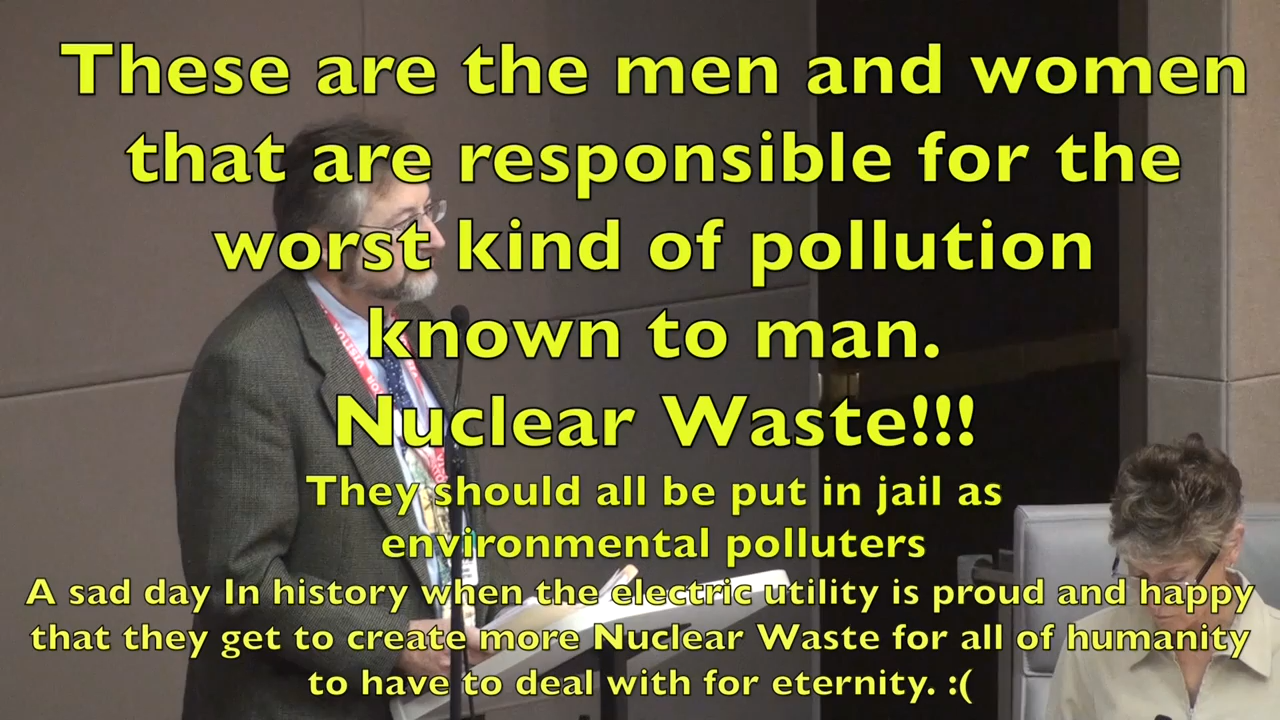 These are the men and women
that are responsible for the
worst kind of pollution
known to man.
Nuclear Waste!!!
They should all be put in jail as
environmental polluters
A sad day In history when the electric utility is proud and happy
that they get to create more Nuclear Waste for all of humanity
to have to deal with for eternity. :(
VISITOR